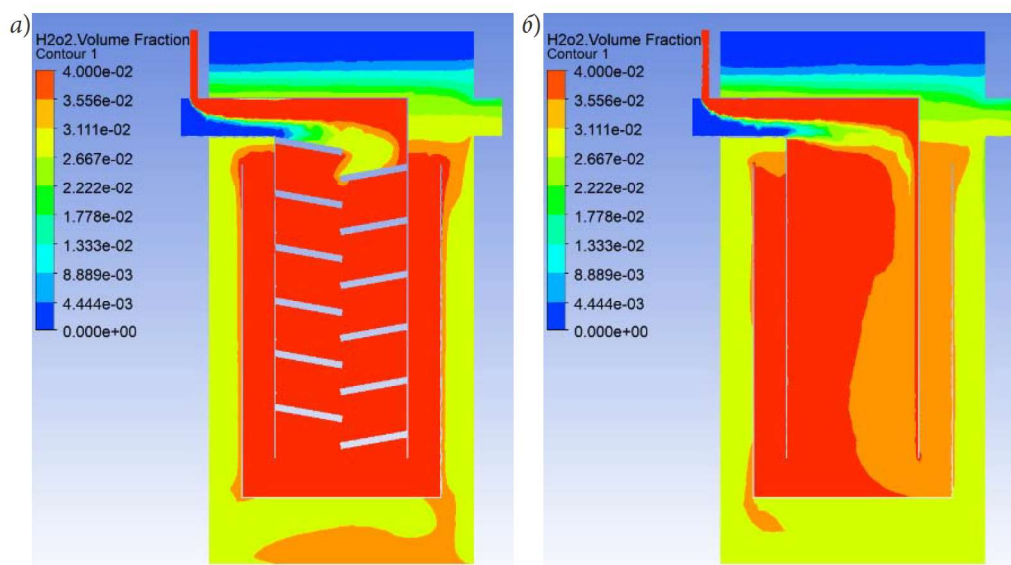 а)
H2o2.Volume Fraction
Contour 1
4.000e-02
3.556e-02
3.111e-02
2.667e-02
2.222e-02
1.778e-02
1.333e-02
8.889e-03
4.444e-03
0.000e+00
б)
H2o2.Volume Fraction
Contour 1
4.000e-02
3.556e-02
3.111e-02
2.667e-02
2.222e-02
1.778e-02
1.333e-02
8.889e-03
4.444e-03
0.000e+00